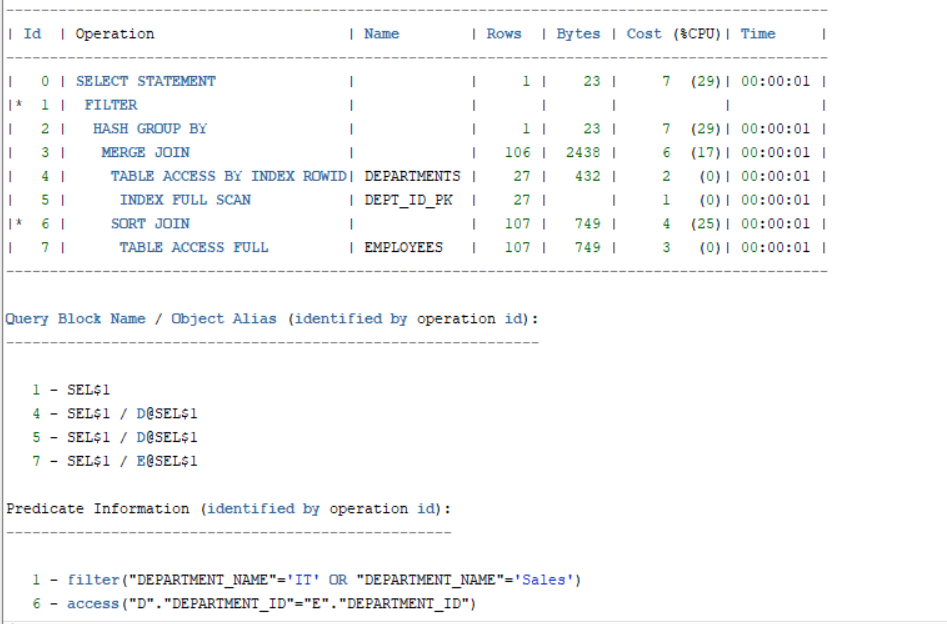 -----------------------------------------------------------------------------------------------
| Id  | Operation                      | Name        | Rows  | Bytes | Cost (%CPU)| Time     |
-----------------------------------------------------------------------------------------------
|   0 | SELECT STATEMENT               |             |     1 |    23 |     7  (29)| 00:00:01 |
|*  1 |  FILTER                        |             |       |       |            |          |
|   2 |   HASH GROUP BY                |             |     1 |    23 |     7  (29)| 00:00:01 |
|   3 |    MERGE JOIN                  |             |   106 |  2438 |     6  (17)| 00:00:01 |
|   4 |     TABLE ACCESS BY INDEX ROWID| DEPARTMENTS |    27 |   432 |     2   (0)| 00:00:01 |
|   5 |      INDEX FULL SCAN           | DEPT_ID_PK  |    27 |       |     1   (0)| 00:00:01 |
|*  6 |     SORT JOIN                  |             |   107 |   749 |     4  (25)| 00:00:01 |
|   7 |      TABLE ACCESS FULL         | EMPLOYEES   |   107 |   749 |     3   (0)| 00:00:01 |
-----------------------------------------------------------------------------------------------
Query Block Name / Object Alias (identified by operation id):
-------------------------------------------------------------
1 - SEL$1
4 - SEL$1 / D@SEL$1
5 - SEL$1 / D@SEL$1
7 - SEL$1 / E@SEL$1
Predicate Information (identified by operation id):
---------------------------------------------------
1 - filter("DEPARTMENT_NAME"='IT' OR "DEPARTMENT_NAME"='Sales')
6 - access("D"."DEPARTMENT_ID"="E"."DEPARTMENT_ID")